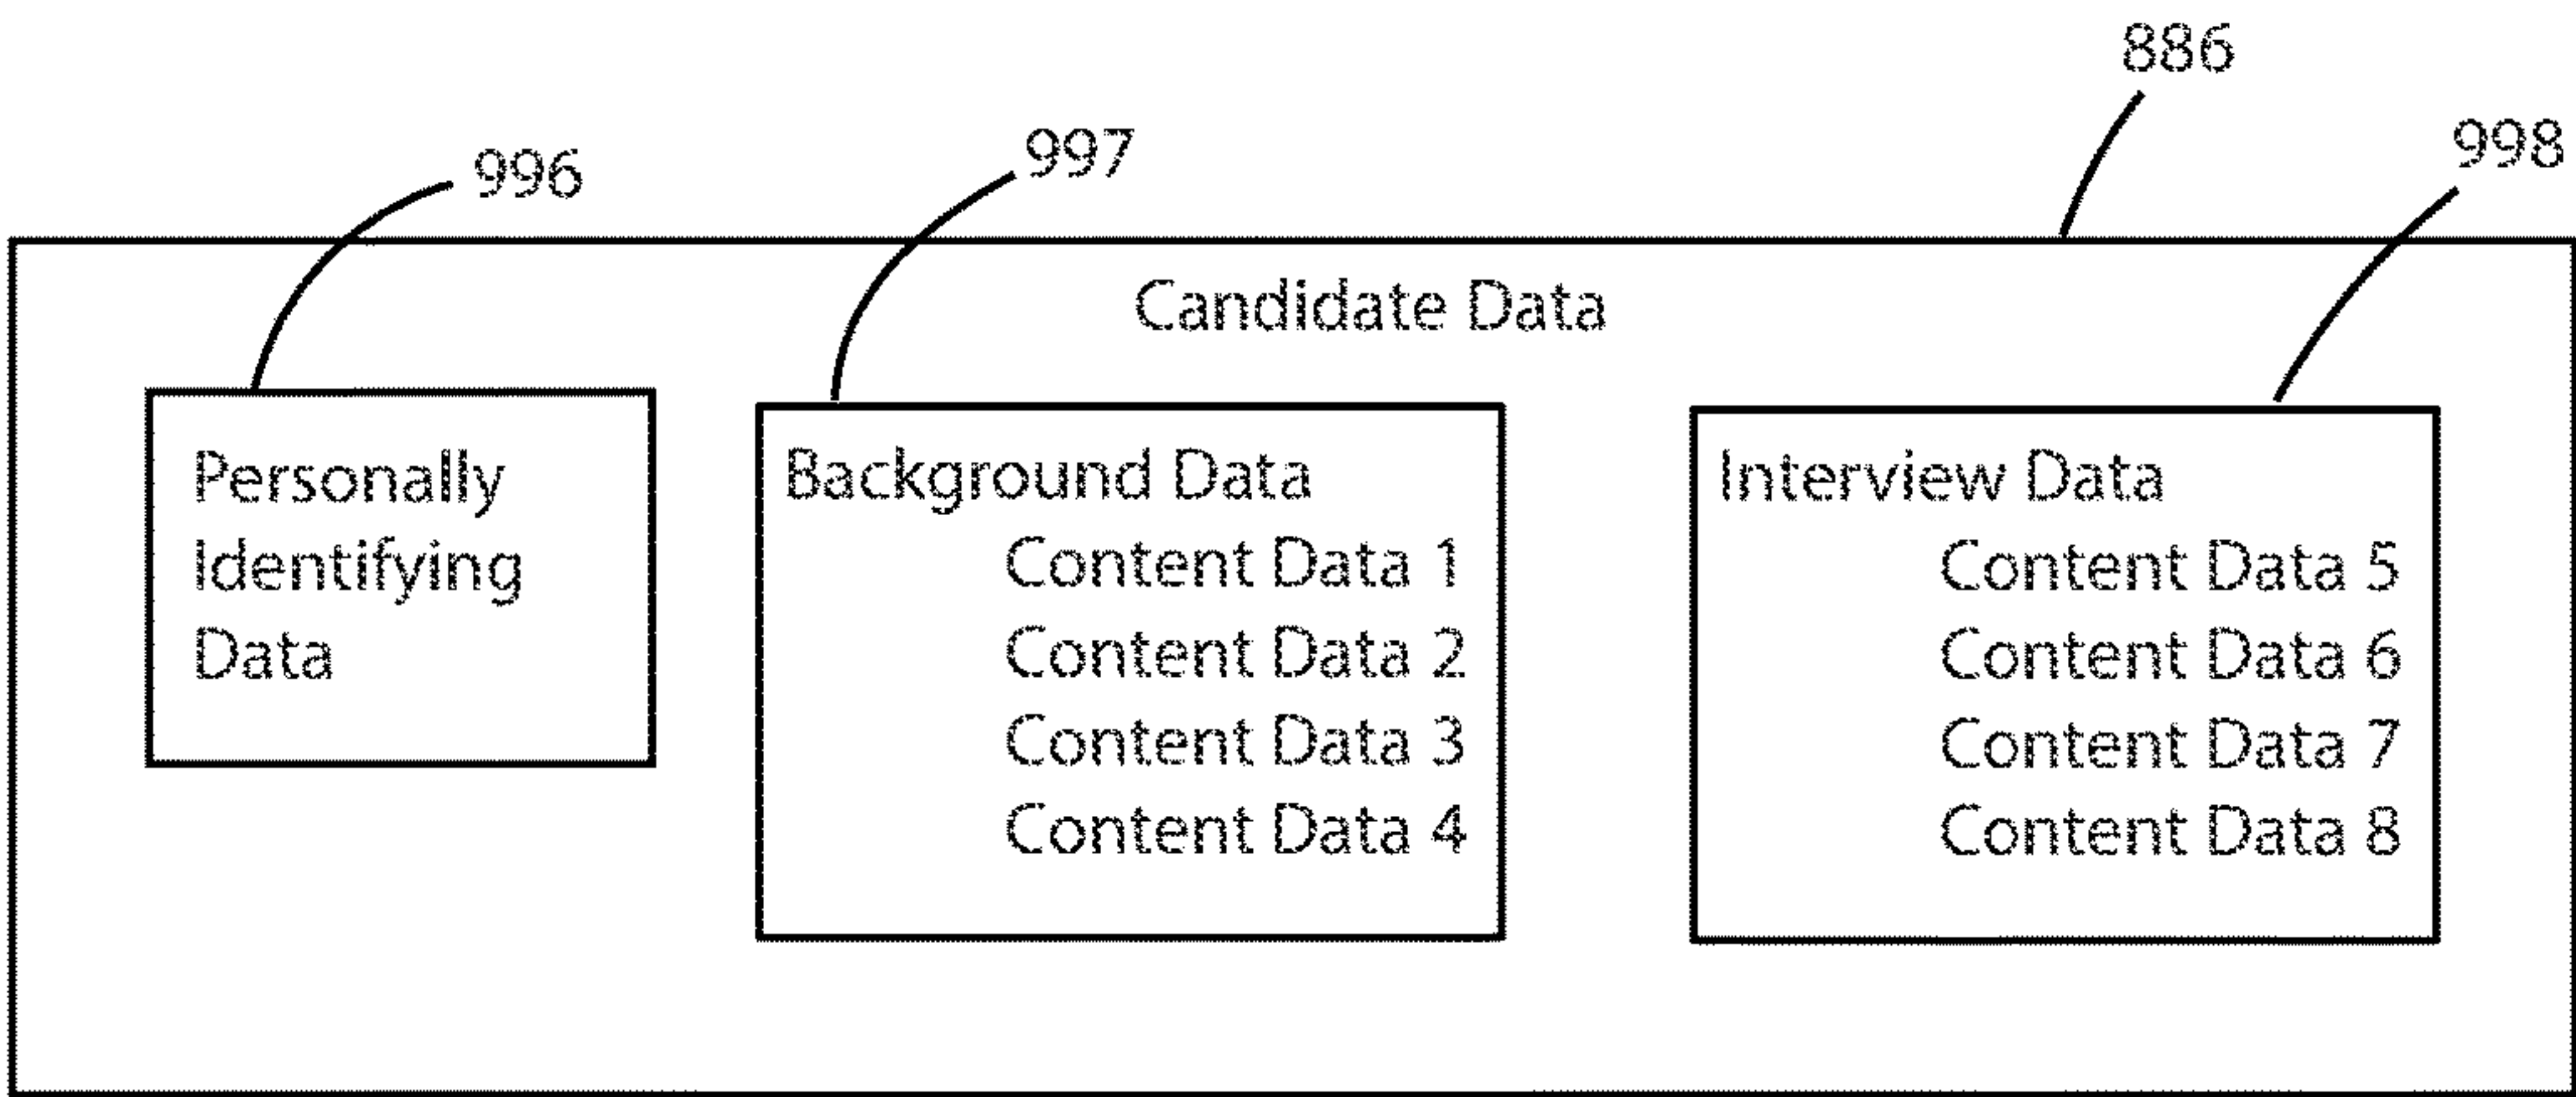 886
996
997
998
Candidate Data
Personally
Identifying
Data
Background Data
Content Data 1
Content Data 2
Content Data 3
Content Data 4
Interview Data
Content Data 5
Content Data 6
Content Data 7
Content Data 8